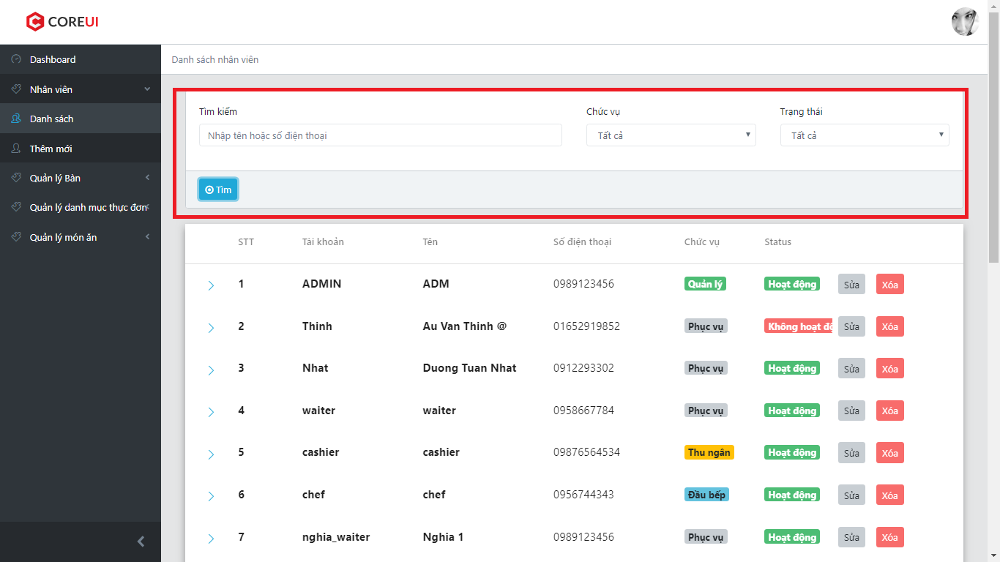 COREUI
Dashboard
Nhân viên
Danh sách
Thêm mới
Quản lý Bàn
Quản lý danh mục thực đơn
Quản lý món ăn
Danh sách nhân viên
Tìm kiếm Chức vụ Trạng thái
Nhập tên hoặc số điện thoại Tất cả Tất cả
Tìm
STT Tài khoản Tên Số điện thoại Chức vụ Status
1 ADMIN ADM 0989123456 Quản lý Hoạt động Sửa Xóa
2 Thinh Au Van Thinh @ 01652919852 Phục vụ Không hoạt Sửa Xóa
3 Nhat Duong Tuan Nhat 0912293302 Phục vụ Hoạt động Sửa Xóa
4 waiter waiter 0958667784 Phục vụ Hoạt động Sửa Xóa
5 cashier cashier 09876564534 Thu ngân Hoạt động Sửa Xóa
6 chef chef 0956744343 Đầu bếp Hoạt động Sửa Xóa
7 nghia_waiter Nghia 1 0989123456 Phục vụ Hoạt động Sửa Xóa